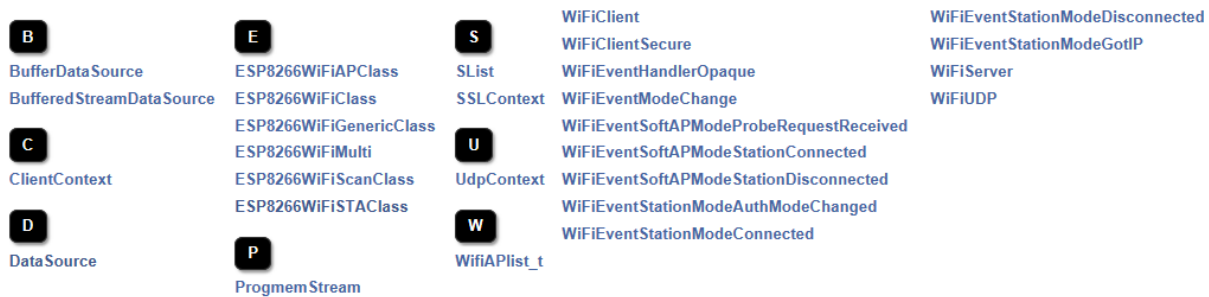 B
BufferDataSource
BufferedStreamDataSource
C
ClientContext
D
DataSource
E
ESP8266WiFiAPClass
ESP8266WiFiClass
ESP8266WiFiGenericClass
ESP8266WiFiMulti
ESP8266WiFiScanClass
ESP8266WiFiSTAClass
P
ProgmemStream
S
SList
SSLContext
U
UdpContext
W
WifiAPlist_t
WiFiClient
WiFiClientSecure
WiFiEventHandlerOpaque
WiFiEventModeChange
WiFiEventSoftAPModeProbeRequestReceived
WiFiEventSoftAPModeStationConnected
WiFiEventSoftAPModeStationDisconnected
WiFiEventStationModeAuthModeChanged
WiFiEventStationModeConnected
WiFiEventStationModeDisconnected
WiFiEventStationModeGotIP
WiFiServer
WiFiUDP